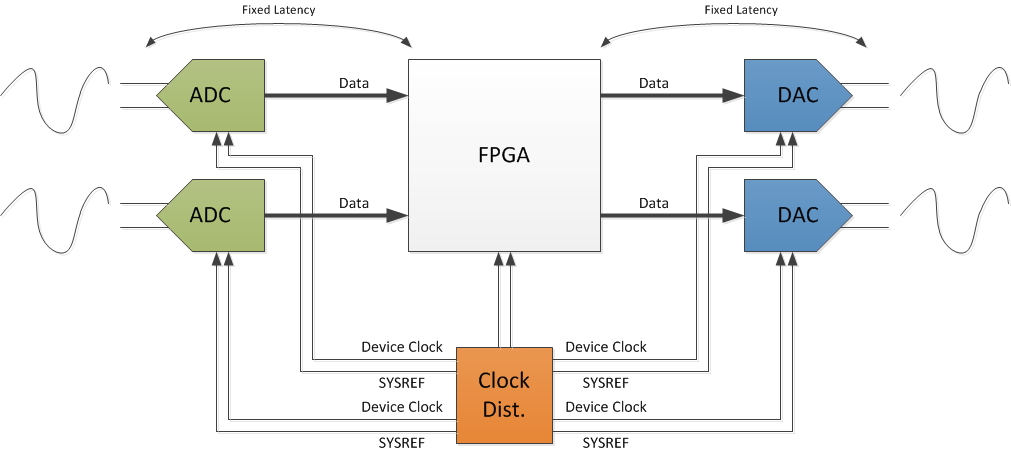 Fixed Latency
Fixed Latency
ADC
Data
FPGA
Data
DAC
ADC
Data
Data
DAC
Device Clock
Device Clock
SYSREF
SYSREF
Clock
Dist.
Device Clock
Device Clock
SYSREF
SYSREF